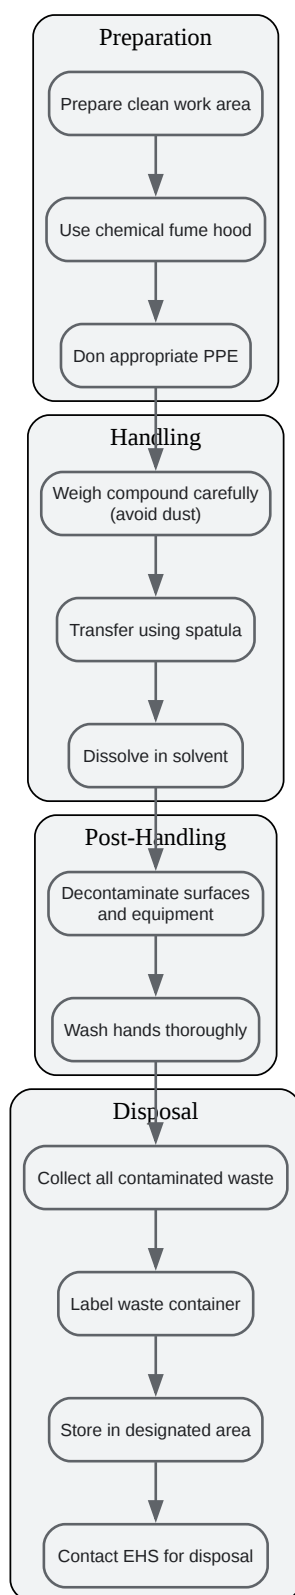 Preparation
Prepare clean work area
Use chemical fume hood
Don appropriate PPE
Handling
Weigh compound carefully
(avoid dust)
Transfer using spatula
Dissolve in solvent
Post-Handling
Decontaminate surfaces
and equipment
Wash hands thoroughly
Disposal
Collect all contaminated waste
Label waste container
Store in designated area
Contact EHS for disposal